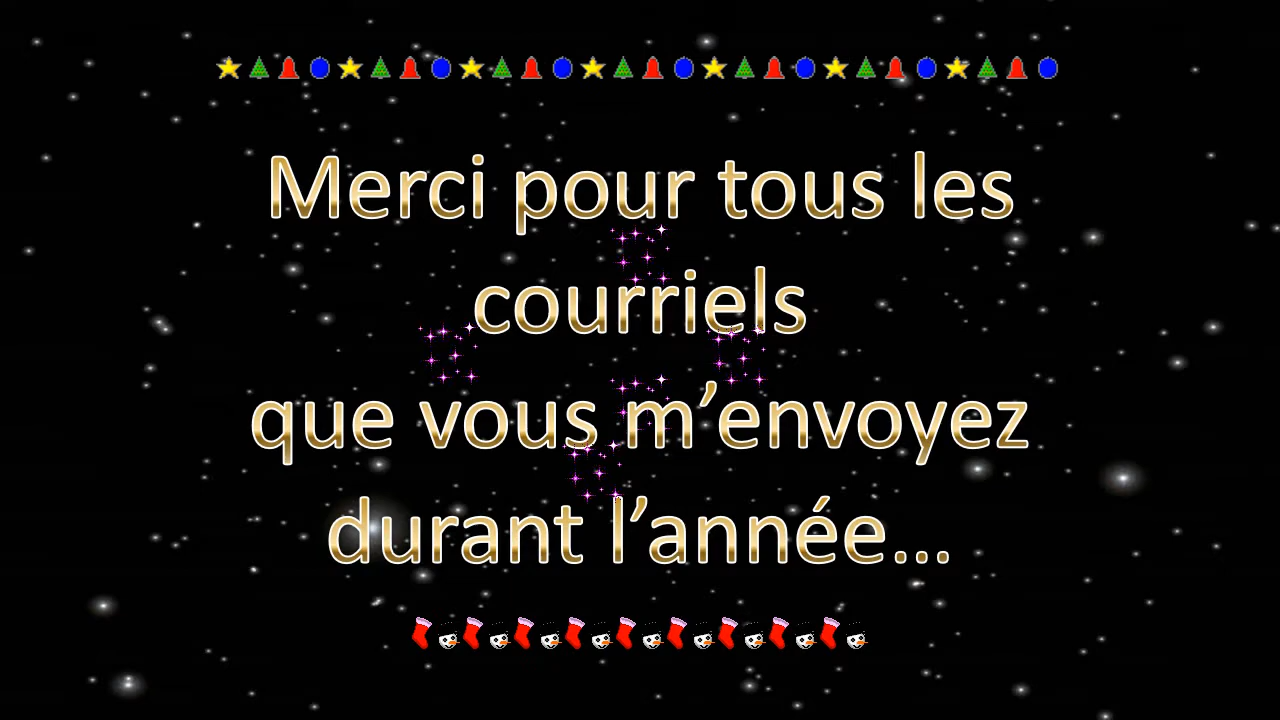 Merci pour tous les
courriels
que vous m’envoyez
durant l’année…